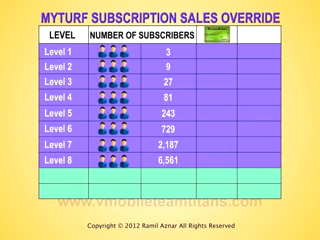 MYTURF SUBSCRIPTION SALES OVERRIDE
LEVEL NUMBER OF SUBSCRIBERS
Level 1 3
Level 2 9
Level 3 27
Level 4 81
Level 5 243
Level 6 729
Level 7 2,187
Level 8 6,561
www.vmobileteamtitans.com
Copyright © 2012 Ramil Aznar All Rights Reserved